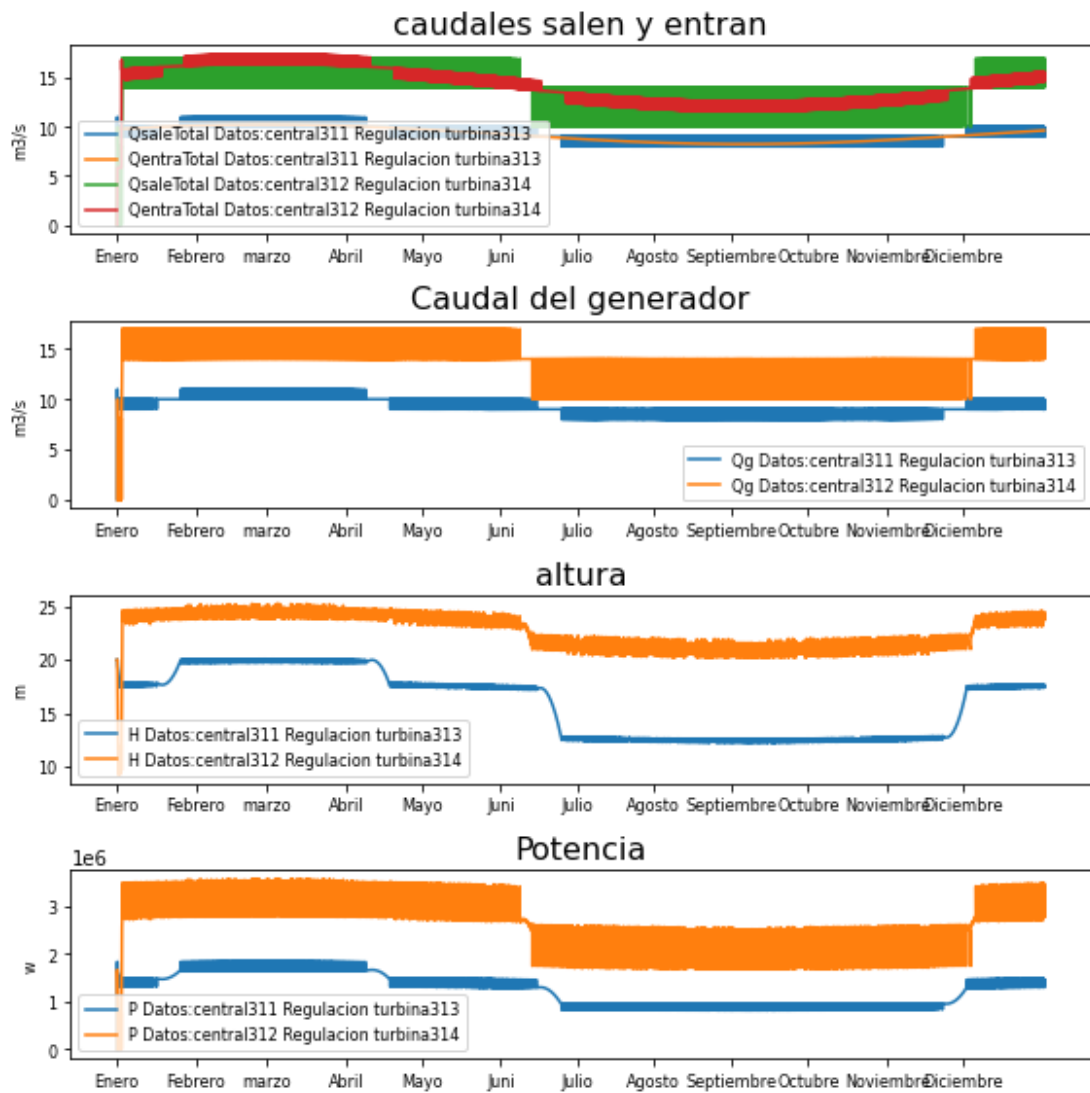 caudales salen y entran
15
10
5
0
m3/s
QsaleTotal Datos:central311 Regulacion turbina313
QentraTotal Datos:central311 Regulacion turbina313
QsaleTotal Datos:central312 Regulacion turbina314
QentraTotal Datos:central312 Regulacion turbina314
Enero Febrero marzo Abril Mayo Juni Julio Agosto Septiembre Octubre Noviembre Diciembre
Caudal del generador
15
10
5
0
m3/s
Qg Datos:central311 Regulacion turbina313
Qg Datos:central312 Regulacion turbina314
Enero Febrero marzo Abril Mayo Juni Julio Agosto Septiembre Octubre Noviembre Diciembre
altura
25
20
15
10
m
H Datos:central311 Regulacion turbina313
H Datos:central312 Regulacion turbina314
Enero Febrero marzo Abril Mayo Juni Julio Agosto Septiembre Octubre Noviembre Diciembre
Potencia
1e6
3
2
1
0
w
P Datos:central311 Regulacion turbina313
P Datos:central312 Regulacion turbina314
Enero Febrero marzo Abril Mayo Juni Julio Agosto Septiembre Octubre Noviembre Diciembre